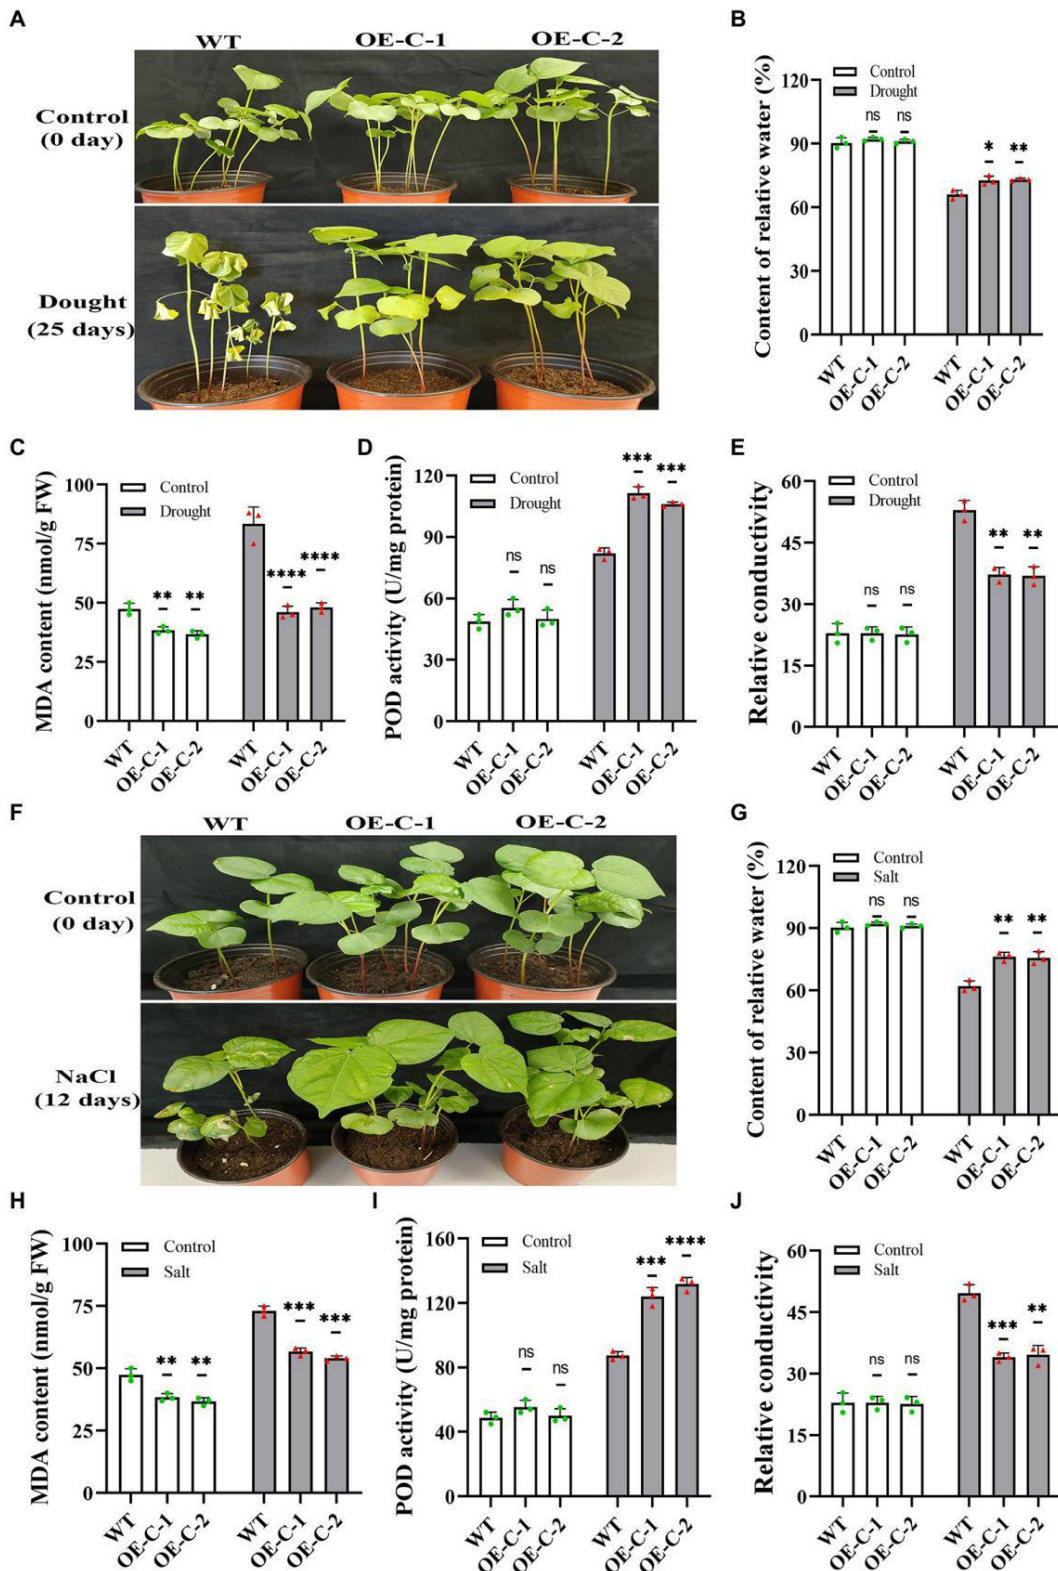 A
WT OE-C-1 OE-C-2
Control
(0 day)
Dought
(25 days)
B
Content of relative water (%)
120
90
60
30
0
Control
Drought
ns ns * **
WT OE-C-1 OE-C-2 WT OE-C-1 OE-C-2
C
MDA content (nmol/g FW)
100
75
50
25
0
Control
Drought
** ** **** ****
WT OE-C-1 OE-C-2 WT OE-C-1 OE-C-2
D
POD activity (U/mg protein)
120
90
60
30
0
Control
Drought
ns ns *** ***
WT OE-C-1 OE-C-2 WT OE-C-1 OE-C-2
E
Relative conductivity
60
45
30
15
0
Control
Drought
ns ns ** **
WT OE-C-1 OE-C-2 WT OE-C-1 OE-C-2
F
WT OE-C-1 OE-C-2
Control
(0 day)
NaCl
(12 days)
G
Content of relative water (%)
120
90
60
30
0
Control
Salt
ns ns ** **
WT OE-C-1 OE-C-2 WT OE-C-1 OE-C-2
H
MDA content (nmol/g FW)
100
75
50
25
0
Control
Salt
** ** *** ***
WT OE-C-1 OE-C-2 WT OE-C-1 OE-C-2
I
POD activity (U/mg protein)
160
120
80
40
0
Control
Salt
ns ns *** ****
WT OE-C-1 OE-C-2 WT OE-C-1 OE-C-2
J
Relative conductivity
60
45
30
15
0
Control
Salt
ns ns *** **
WT OE-C-1 OE-C-2 WT OE-C-1 OE-C-2